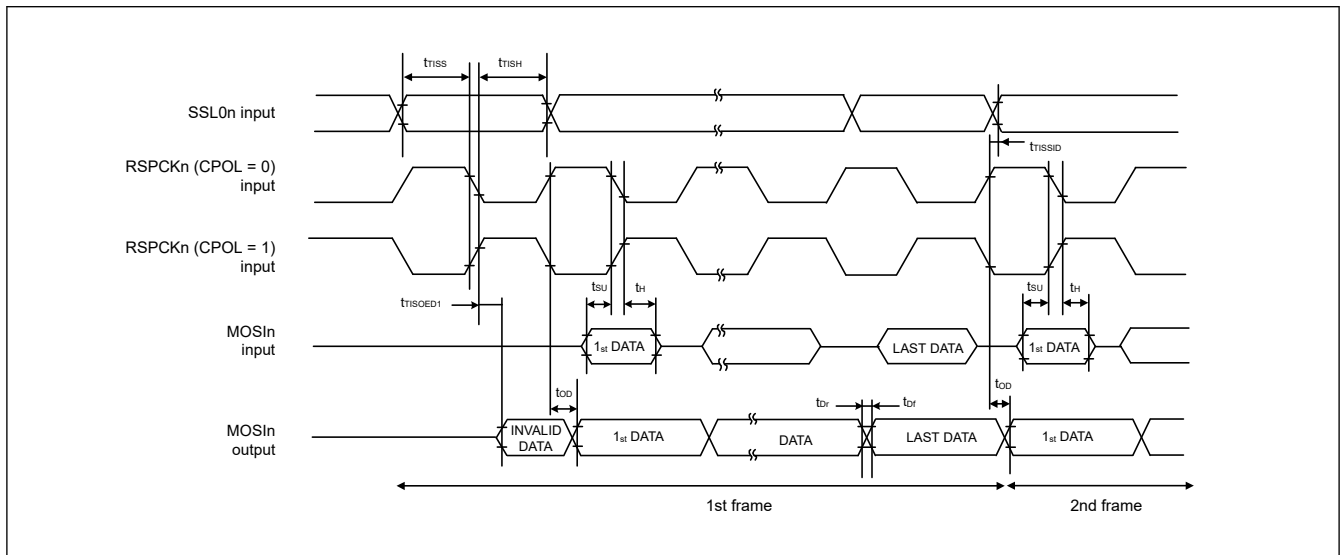 tTISS
tTISH
SSL0n input
tTISSID
RSPCKn (CPOL = 0)
input
RSPCKn (CPOL = 1)
input
tTISOED1
tSU
tH
tSU
tH
MOSIn
input
1st DATA
LAST DATA
1st DATA
tOD
tDr
tDf
tOD
MOSIn
output
INVALID
DATA
1st DATA
DATA
LAST DATA
1st DATA
1st frame
2nd frame